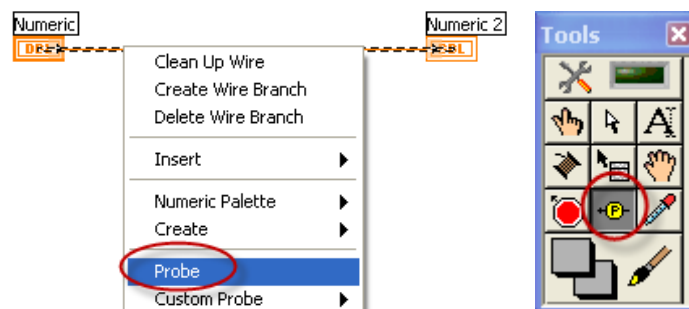 Numeric
DBL
Numeric 2
DBL
Clean Up Wire
Create Wire Branch
Delete Wire Branch
Insert
Numeric Palette
Create
Probe
Custom Probe
Tools
A
P